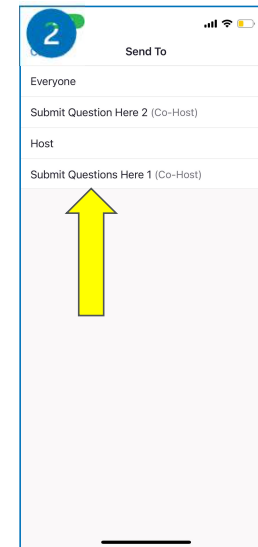 2
Send To
Everyone
Submit Question Here 2 (Co-Host)
Host
Submit Questions Here 1 (Co-Host)